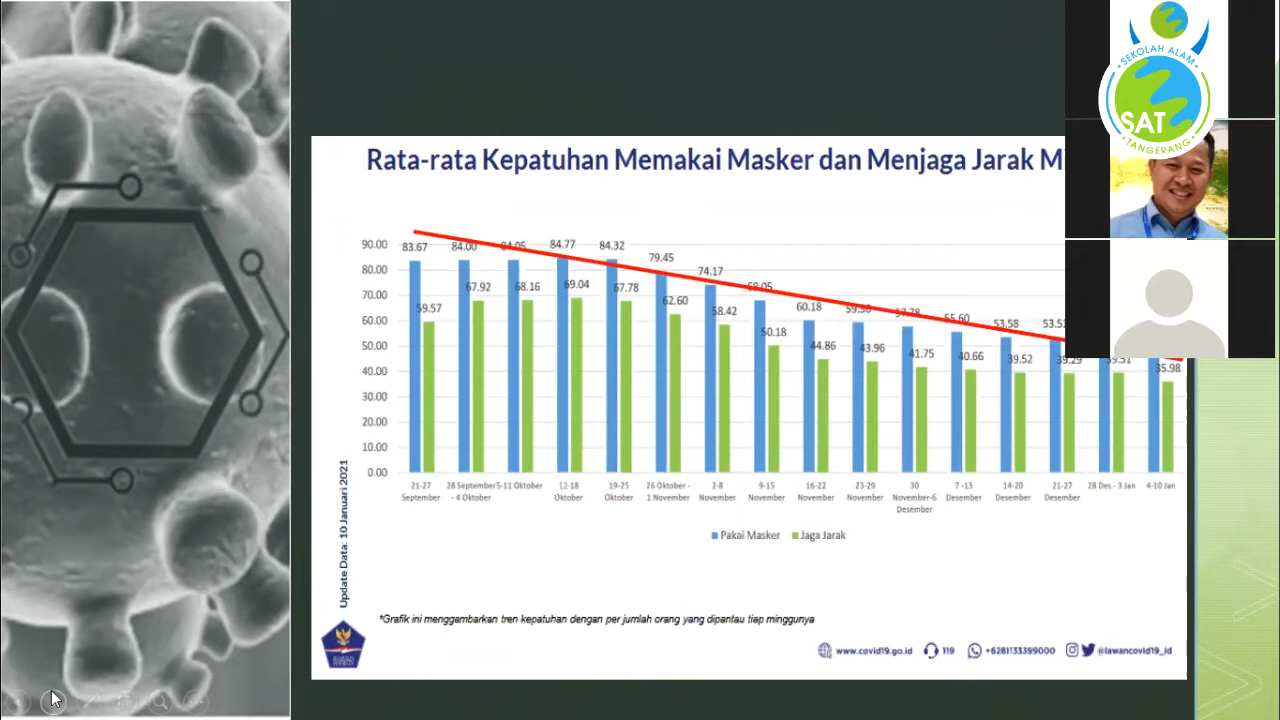 Rata-rata Kepatuhan Memakai Masker dan Menjaga Jarak
SEKOLAH ALAM
SAT
TANGERANG
90.00
80.00
70.00
60.00
50.00
40.00
30.00
20.00
10.00
0.00
83.67 84.00 84.05 84.77 84.32 79.45 74.17 68.05 60.18 57.28 55.60 53.58
59.57 67.92 68.16 69.04 67.78 62.60 58.42 50.18 44.86 43.96 41.75 40.66 39.52 39.29 35.98
21-27 September
28 September - 4 Oktober
5-11 Oktober
12-18 Oktober
19-25 Oktober
26 Oktober - 1 November
2-8 November
9-15 November
16-22 November
23-29 November
30 November-6 Desember
7 -13 Desember
14-20 Desember
21-27 Desember
28 Des - 3 Jan
4-10 Jan
Pakai Masker Jaga Jarak
Update Data: 10 Januari 2021
*Grafik ini menggambarkan tren kepatuhan dengan per jumlah orang yang dipantau tiap minggunya
www.covid19.go.id 119 +6281133399000 @lawancovid19_id